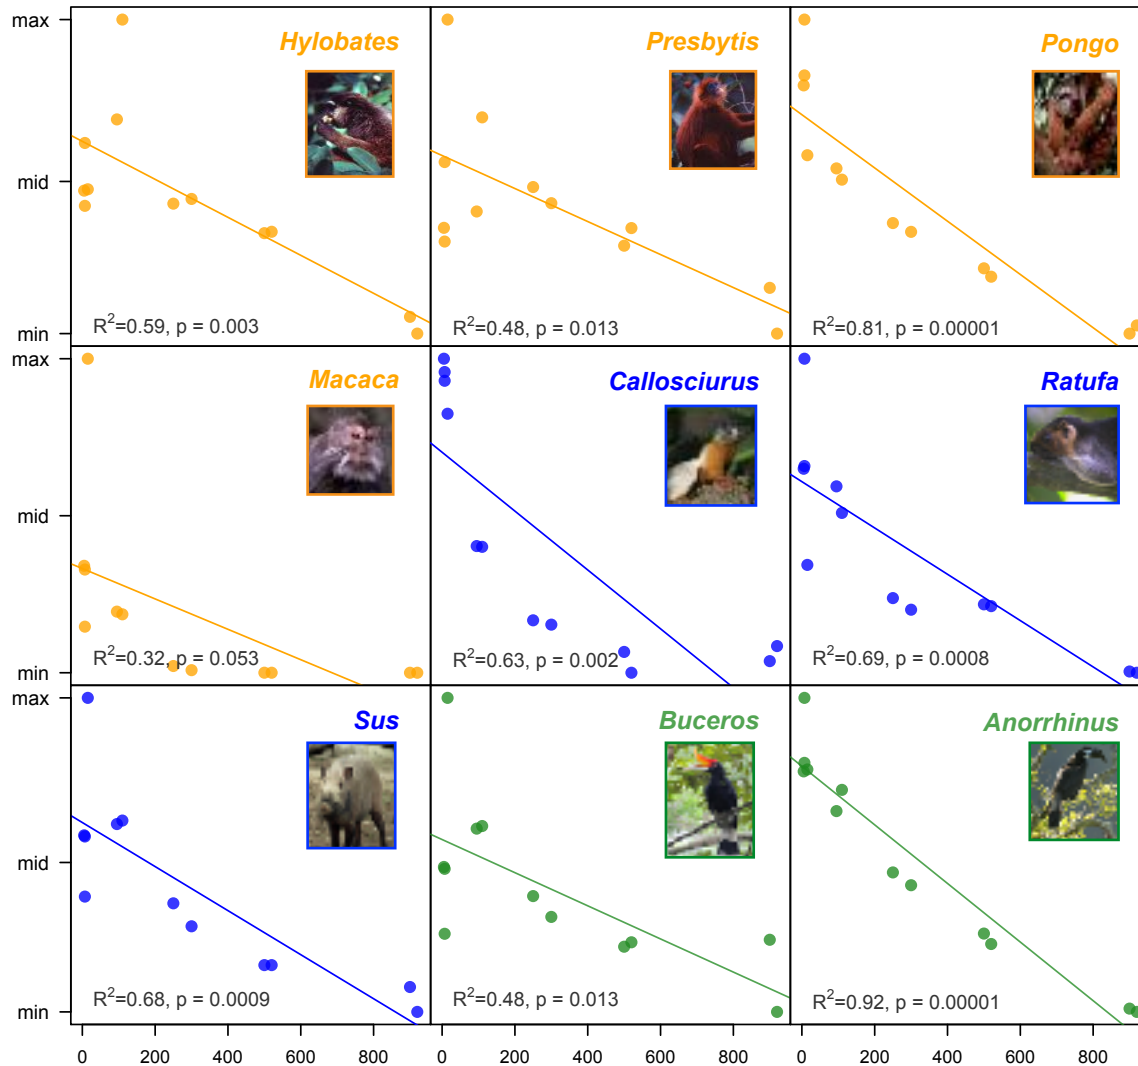 max
Hylobates
Presbytis
Pongo
mid
R²=0.59, p = 0.003
R²=0.48, p = 0.013
R²=0.81, p = 0.00001
min
max
Macaca
Callosciurus
Ratufa
mid
R²=0.32, p = 0.053
R²=0.63, p = 0.002
R²=0.69, p = 0.0008
min
max
Sus
Buceros
Anorrhinus
mid
R²=0.68, p = 0.0009
R²=0.48, p = 0.013
R²=0.92, p = 0.00001
min
0 200 400 600 800
0 200 400 600 800
0 200 400 600 800